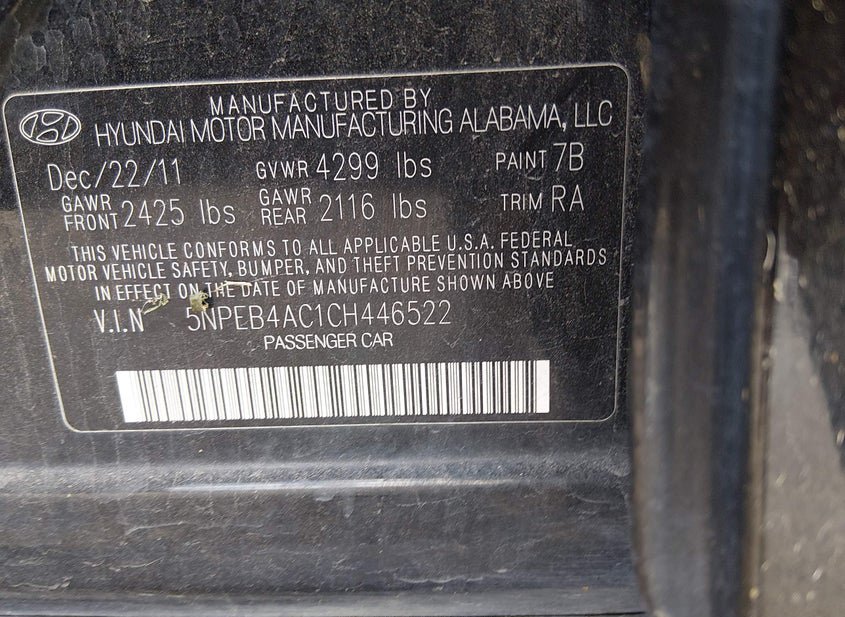 MANUFACTURED BY
HYUNDAI MOTOR MANUFACTURING ALABAMA, LLC
Dec/22/11 GVWR 4299 lbs PAINT 7B
GAWR FRONT 2425 lbs GAWR REAR 2116 lbs TRIM RA
THIS VEHICLE CONFORMS TO ALL APPLICABLE U.S.A. FEDERAL
MOTOR VEHICLE SAFETY, BUMPER, AND THEFT PREVENTION STANDARDS
IN EFFECT ON THE DATE OF MANUFACTURE SHOWN ABOVE
V.I.N 5NPEB4AC1CH446522
PASSENGER CAR